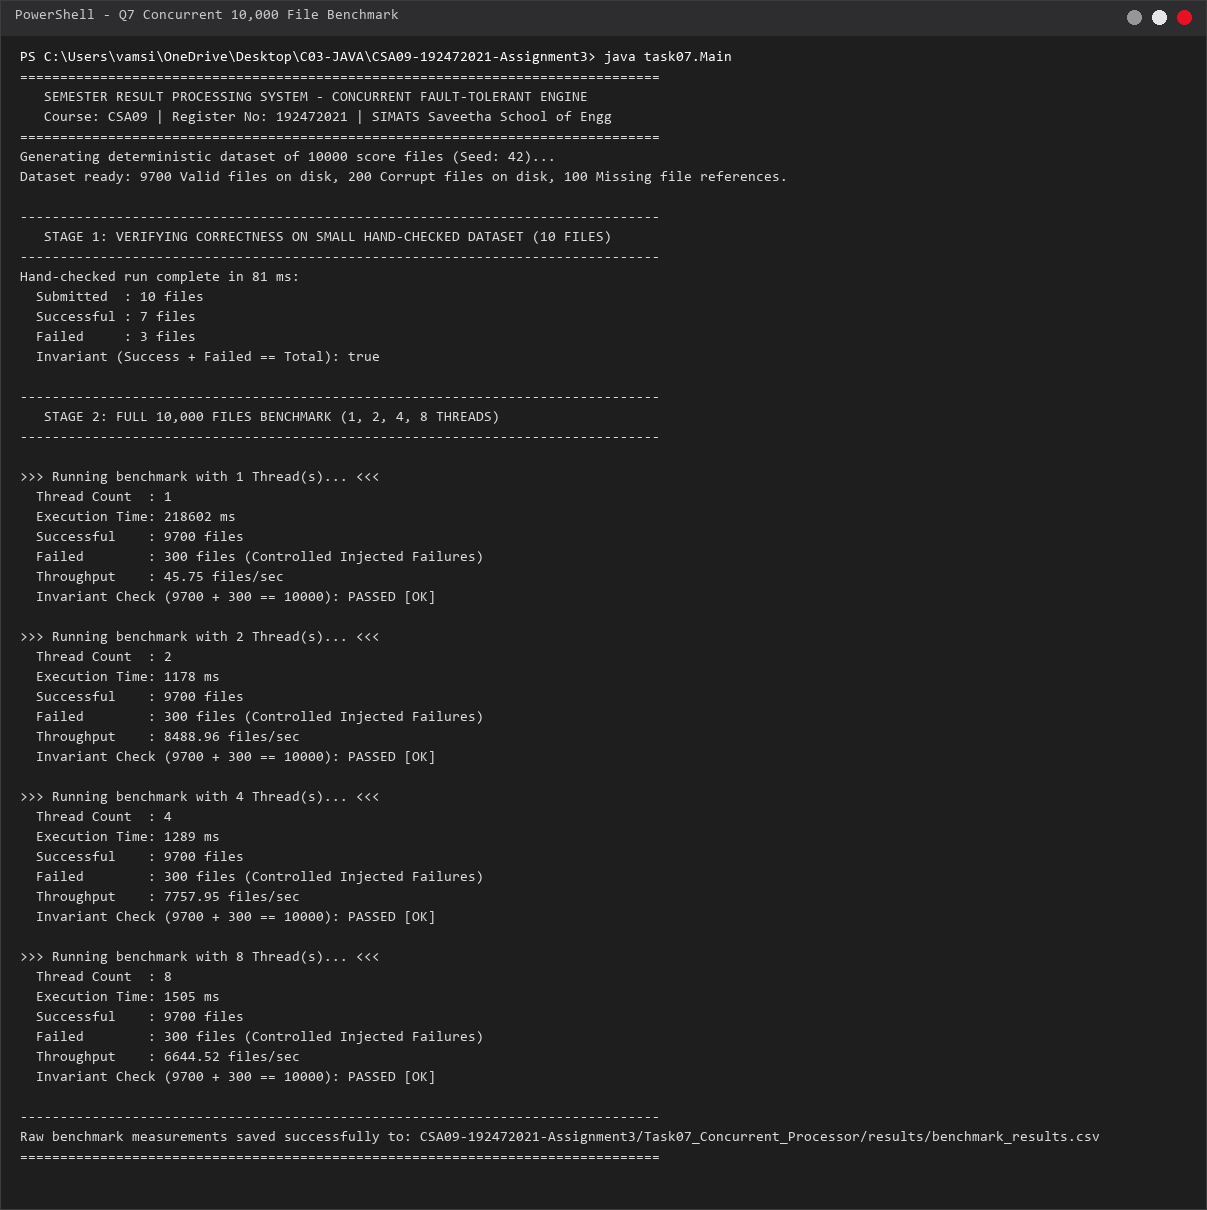 PowerShell - Q7 Concurrent 10,000 File Benchmark
PS C:\Users\vamsi\OneDrive\Desktop\C03-JAVA\CSA09-192472021-Assignment3> java task07.Main
================================================================================
   SEMESTER RESULT PROCESSING SYSTEM - CONCURRENT FAULT-TOLERANT ENGINE
   Course: CSA09 | Register No: 192472021 | SIMATS Saveetha School of Engg
================================================================================
Generating deterministic dataset of 10000 score files (Seed: 42)...
Dataset ready: 9700 Valid files on disk, 200 Corrupt files on disk, 100 Missing file references.

--------------------------------------------------------------------------------
   STAGE 1: VERIFYING CORRECTNESS ON SMALL HAND-CHECKED DATASET (10 FILES)
--------------------------------------------------------------------------------
Hand-checked run complete in 81 ms:
  Submitted  : 10 files
  Successful : 7 files
  Failed     : 3 files
  Invariant (Success + Failed == Total): true

--------------------------------------------------------------------------------
   STAGE 2: FULL 10,000 FILES BENCHMARK (1, 2, 4, 8 THREADS)
--------------------------------------------------------------------------------

>>> Running benchmark with 1 Thread(s)... <<<
  Thread Count  : 1
  Execution Time: 218602 ms
  Successful    : 9700 files
  Failed        : 300 files (Controlled Injected Failures)
  Throughput    : 45.75 files/sec
  Invariant Check (9700 + 300 == 10000): PASSED [OK]

>>> Running benchmark with 2 Thread(s)... <<<
  Thread Count  : 2
  Execution Time: 1178 ms
  Successful    : 9700 files
  Failed        : 300 files (Controlled Injected Failures)
  Throughput    : 8488.96 files/sec
  Invariant Check (9700 + 300 == 10000): PASSED [OK]

>>> Running benchmark with 4 Thread(s)... <<<
  Thread Count  : 4
  Execution Time: 1289 ms
  Successful    : 9700 files
  Failed        : 300 files (Controlled Injected Failures)
  Throughput    : 7757.95 files/sec
  Invariant Check (9700 + 300 == 10000): PASSED [OK]

>>> Running benchmark with 8 Thread(s)... <<<
  Thread Count  : 8
  Execution Time: 1505 ms
  Successful    : 9700 files
  Failed        : 300 files (Controlled Injected Failures)
  Throughput    : 6644.52 files/sec
  Invariant Check (9700 + 300 == 10000): PASSED [OK]

--------------------------------------------------------------------------------
Raw benchmark measurements saved successfully to: CSA09-192472021-Assignment3/Task07_Concurrent_Processor/results/benchmark_results.csv
================================================================================